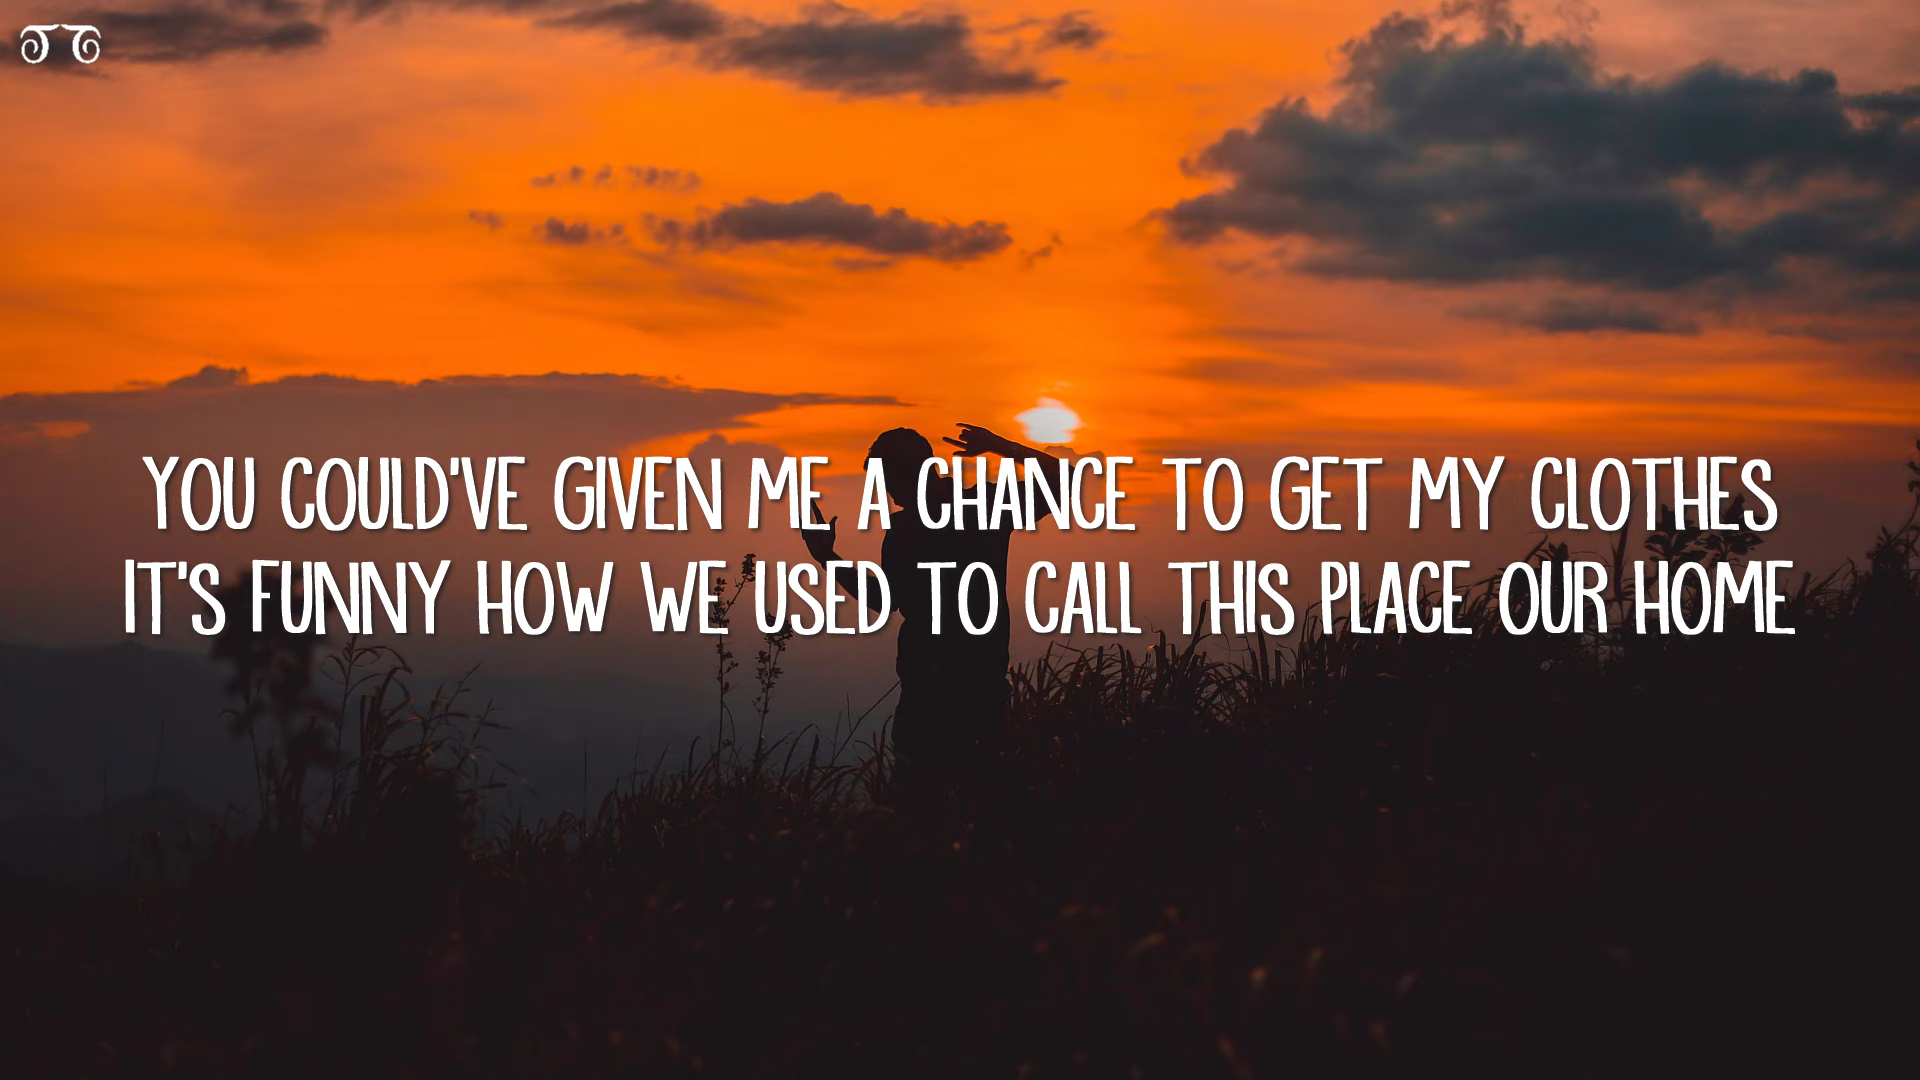 YOU COULD'VE GIVEN ME A CHANCE TO GET MY CLOTHES
IT'S FUNNY HOW WE USED TO CALL THIS PLACE OUR HOME